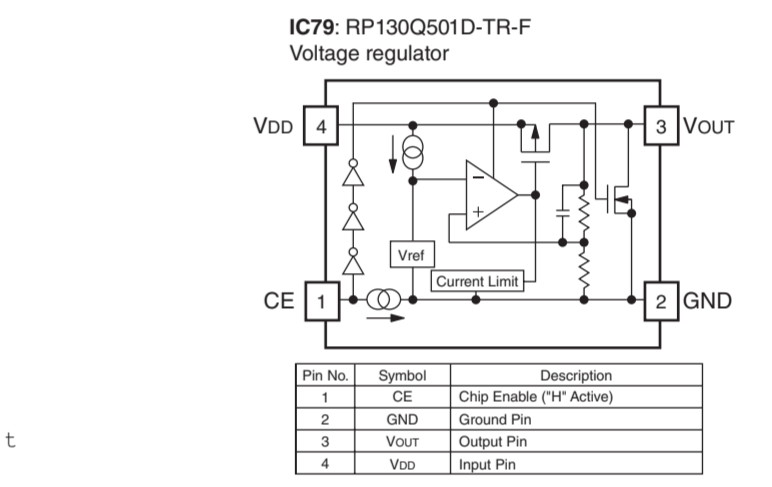 IC79: RP130Q501D-TR-F
Voltage regulator
VDD 4
3 VOUT
−
+
Vref
Current Limit
CE 1
2 GND
Pin No. Symbol Description
1 CE Chip Enable ("H" Active)
2 GND Ground Pin
3 VOUT Output Pin
4 VDD Input Pin
t